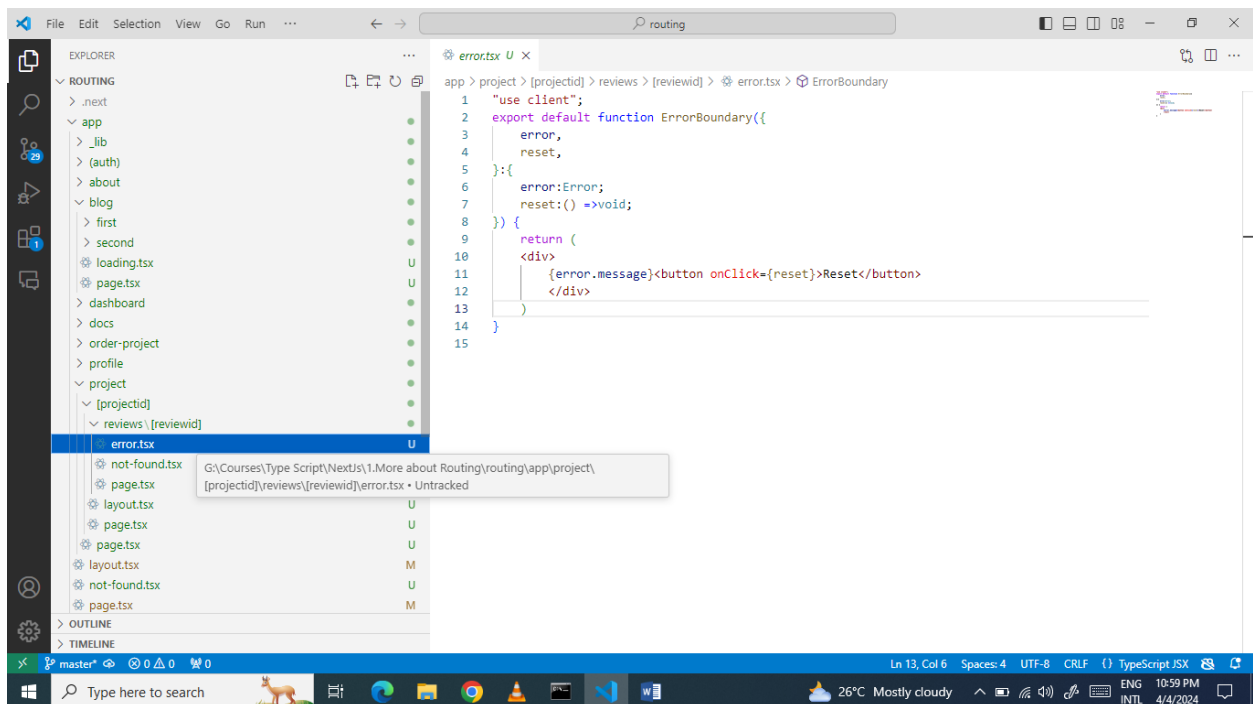 File Edit Selection View Go Run ··· ← → routing
EXPLORER ···
ROUTING
> .next
app
> _lib
> (auth)
> about
blog
> first
> second
loading.tsx U
page.tsx U
> dashboard
> docs
> order-project
> profile
project
[projectid]
reviews \ [reviewid]
error.tsx U
not-found.tsx
page.tsx
layout.tsx U
page.tsx U
page.tsx U
layout.tsx M
not-found.tsx U
page.tsx M
> OUTLINE
> TIMELINE
29
1
G:\Courses\Type Script\NextJs\1.More about Routing\routing\app\project\
[projectid]\reviews\[reviewid]\error.tsx • Untracked
error.tsx U ×
app > project > [projectid] > reviews > [reviewid] > error.tsx > ErrorBoundary
1 "use client";
2 export default function ErrorBoundary({
3 error,
4 reset,
5 }:{
6 error:Error;
7 reset:() =>void;
8 }) {
9 return (
10 <div>
11 {error.message}<button onClick={reset}>Reset</button>
12 </div>
13 )
14 }
15
master* 0 0 0 Ln 13, Col 6 Spaces: 4 UTF-8 CRLF {} TypeScript JSX
Type here to search 26°C Mostly cloudy ENG INTL 10:59 PM 4/4/2024